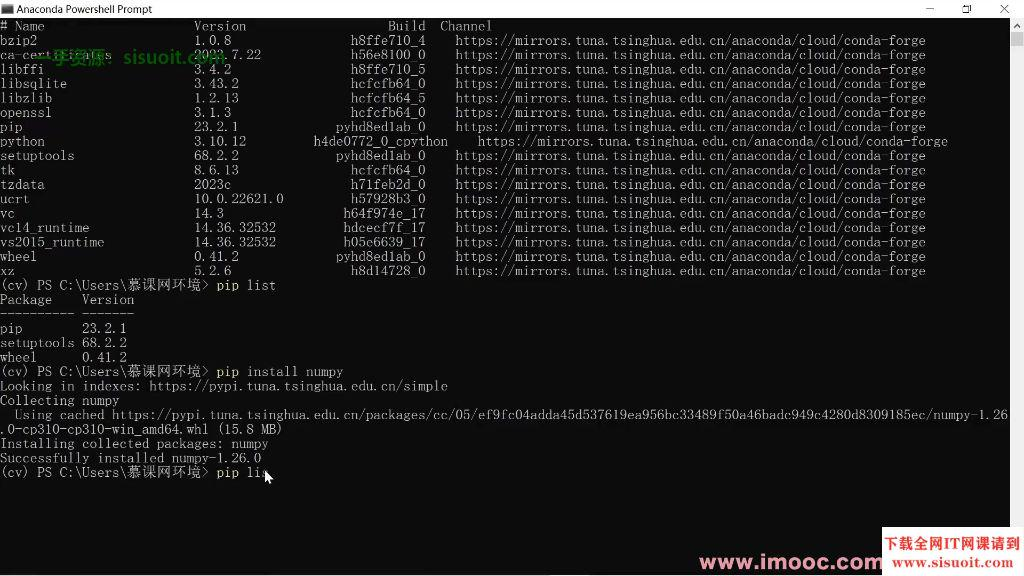 Anaconda Powershell Prompt
# Name Version Build Channel
bzip2 1.0.8 h8ffe710_4 https://mirrors.tuna.tsinghua.edu.cn/anaconda/cloud/conda-forge
ca-certificates 2023.7.22 h56e8100_0 https://mirrors.tuna.tsinghua.edu.cn/anaconda/cloud/conda-forge
一手资源：sisuoit.com
libffi 3.4.2 h8ffe710_5 https://mirrors.tuna.tsinghua.edu.cn/anaconda/cloud/conda-forge
libsqlite 3.43.2 hcfcfb64_0 https://mirrors.tuna.tsinghua.edu.cn/anaconda/cloud/conda-forge
libzlib 1.2.13 hcfcfb64_5 https://mirrors.tuna.tsinghua.edu.cn/anaconda/cloud/conda-forge
openssl 3.1.3 hcfcfb64_0 https://mirrors.tuna.tsinghua.edu.cn/anaconda/cloud/conda-forge
pip 23.2.1 pyhd8ed1ab_0 https://mirrors.tuna.tsinghua.edu.cn/anaconda/cloud/conda-forge
python 3.10.12 h4de0772_0_cpython https://mirrors.tuna.tsinghua.edu.cn/anaconda/cloud/conda-forge
setuptools 68.2.2 pyhd8ed1ab_0 https://mirrors.tuna.tsinghua.edu.cn/anaconda/cloud/conda-forge
tk 8.6.13 hcfcfb64_0 https://mirrors.tuna.tsinghua.edu.cn/anaconda/cloud/conda-forge
tzdata 2023c h71feb2d_0 https://mirrors.tuna.tsinghua.edu.cn/anaconda/cloud/conda-forge
ucrt 10.0.22621.0 h57928b3_0 https://mirrors.tuna.tsinghua.edu.cn/anaconda/cloud/conda-forge
vc 14.3 h64f974e_17 https://mirrors.tuna.tsinghua.edu.cn/anaconda/cloud/conda-forge
vc14_runtime 14.36.32532 hdcecf7f_17 https://mirrors.tuna.tsinghua.edu.cn/anaconda/cloud/conda-forge
vs2015_runtime 14.36.32532 h05e6639_17 https://mirrors.tuna.tsinghua.edu.cn/anaconda/cloud/conda-forge
wheel 0.41.2 pyhd8ed1ab_0 https://mirrors.tuna.tsinghua.edu.cn/anaconda/cloud/conda-forge
xz 5.2.6 h8d14728_0 https://mirrors.tuna.tsinghua.edu.cn/anaconda/cloud/conda-forge
(cv) PS C:\Users\慕课网环境> pip list
Package Version
---------- -------
pip 23.2.1
setuptools 68.2.2
wheel 0.41.2
(cv) PS C:\Users\慕课网环境> pip install numpy
Looking in indexes: https://pypi.tuna.tsinghua.edu.cn/simple
Collecting numpy
Using cached https://pypi.tuna.tsinghua.edu.cn/packages/cc/05/ef9fc04adda45d537619ea956bc33489f50a46badc949c4280d8309185ec/numpy-1.26
.0-cp310-cp310-win_amd64.whl (15.8 MB)
Installing collected packages: numpy
Successfully installed numpy-1.26.0
(cv) PS C:\Users\慕课网环境> pip lis
下载全网IT网课请到
www.imooc.com
www.sisuoit.com